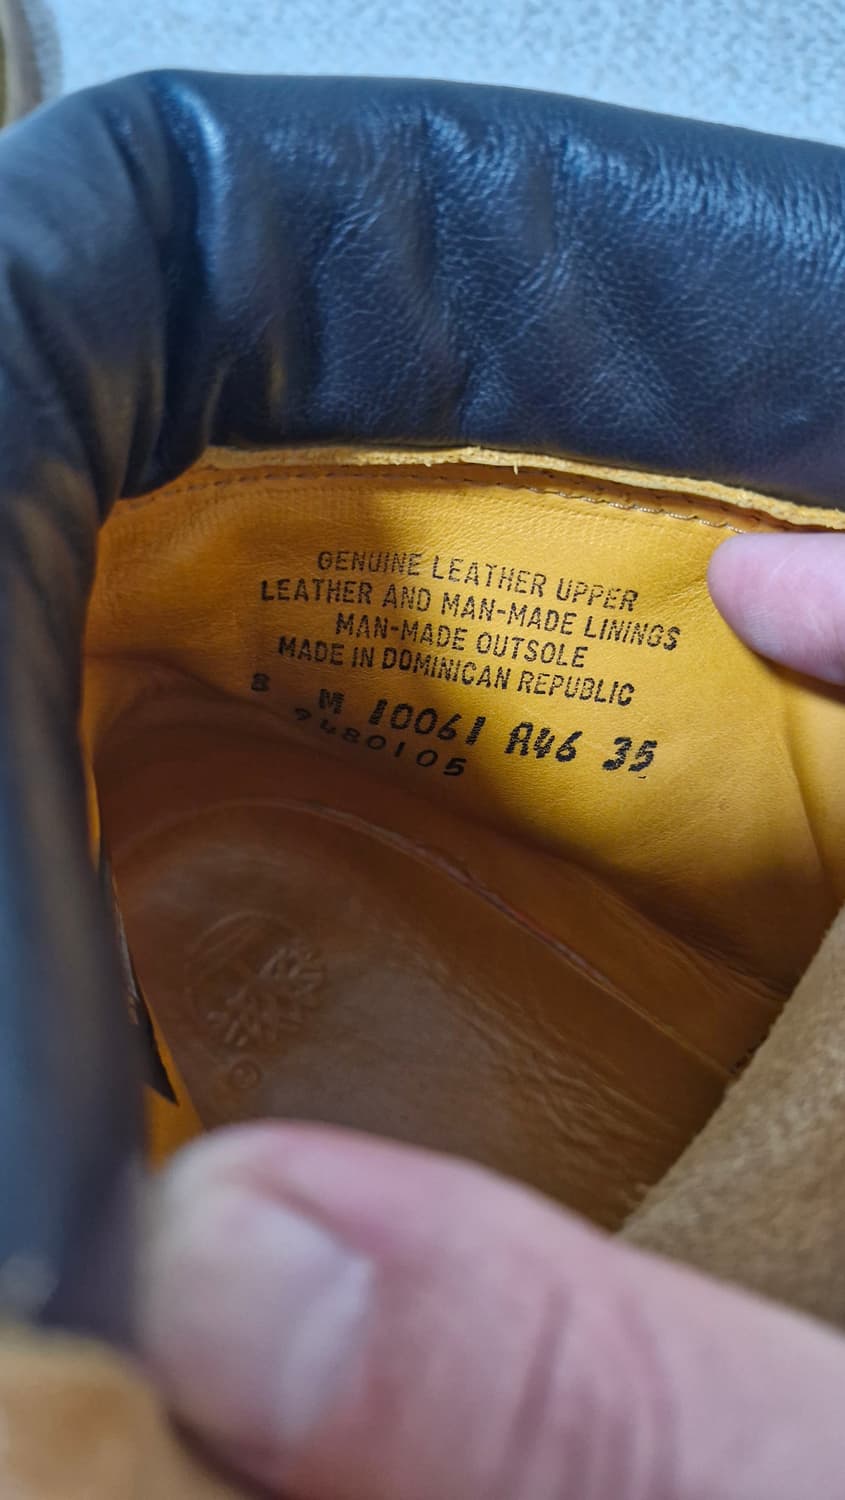 GENUINE LEATHER UPPER
LEATHER AND MAN-MADE LININGS
MAN-MADE OUTSOLE
MADE IN DOMINICAN REPUBLIC
8 M 10061 A46 35
9480105